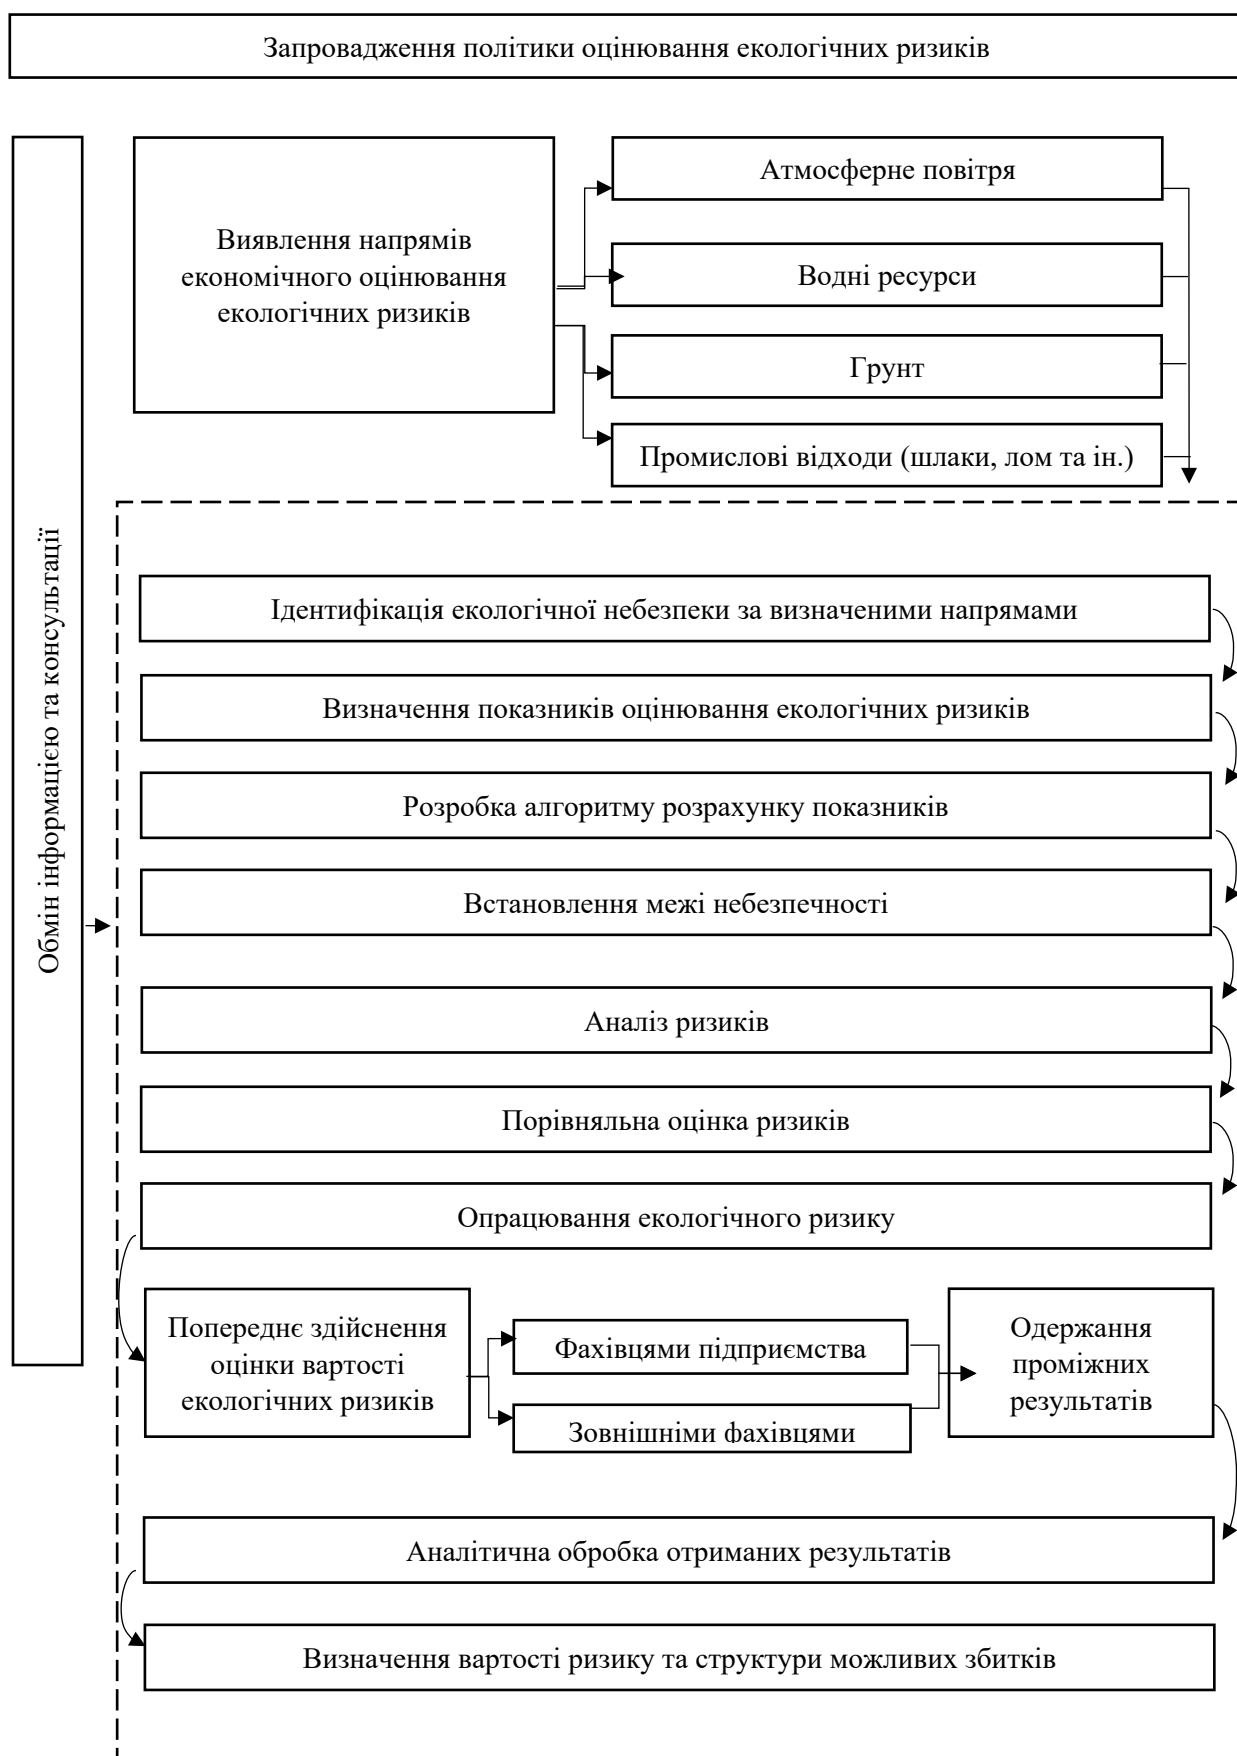 Запровадження політики оцінювання екологічних ризиків
Обмін інформацією та консультації
Виявлення напрямів
економічного оцінювання
екологічних ризиків
Атмосферне повітря
Водні ресурси
Грунт
Промислові відходи (шлаки, лом та ін.)
Ідентифікація екологічної небезпеки за визначеними напрямами
Визначення показників оцінювання екологічних ризиків
Розробка алгоритму розрахунку показників
Встановлення межі небезпечності
Аналіз ризиків
Порівняльна оцінка ризиків
Опрацювання екологічного ризику
Попереднє здійснення
оцінки вартості
екологічних ризиків
Фахівцями підприємства
Зовнішніми фахівцями
Одержання
проміжних
результатів
Аналітична обробка отриманих результатів
Визначення вартості ризику та структури можливих збитків